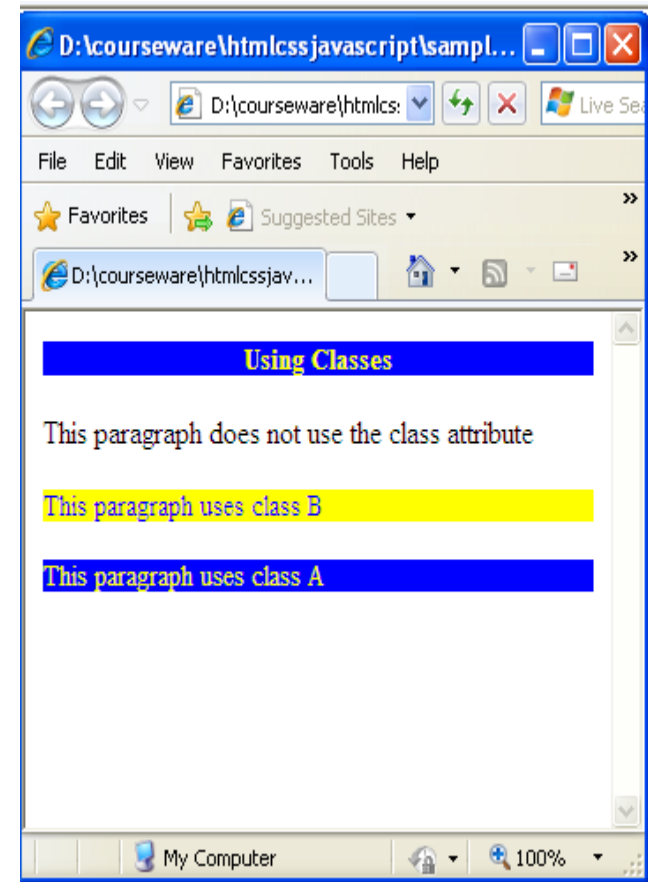 D:\courseware\htmlcssjavascript\sampl...
D:\courseware\htmlcs: Live Sea
File Edit View Favorites Tools Help
Favorites Suggested Sites »
D:\courseware\htmlcssjav... »
Using Classes
This paragraph does not use the class attribute
This paragraph uses class B
This paragraph uses class A
My Computer 100%